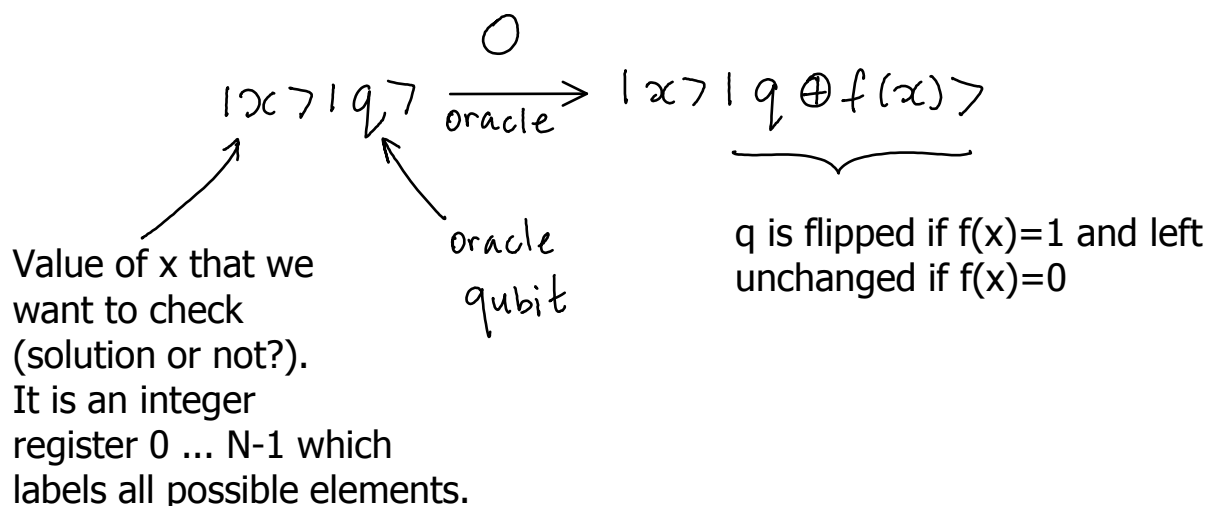 O
|x>|q> oracle |x>|q ⊕ f(x)>
oracle
qubit
q is flipped if f(x)=1 and left
unchanged if f(x)=0
Value of x that we
want to check
(solution or not?).
It is an integer
register 0 ... N-1 which
labels all possible elements.